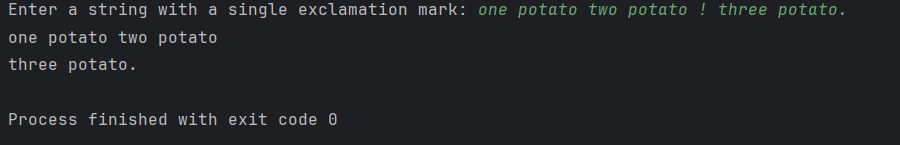 Enter a string with a single exclamation mark: one potato two potato ! three potato.
one potato two potato
three potato.
Process finished with exit code 0